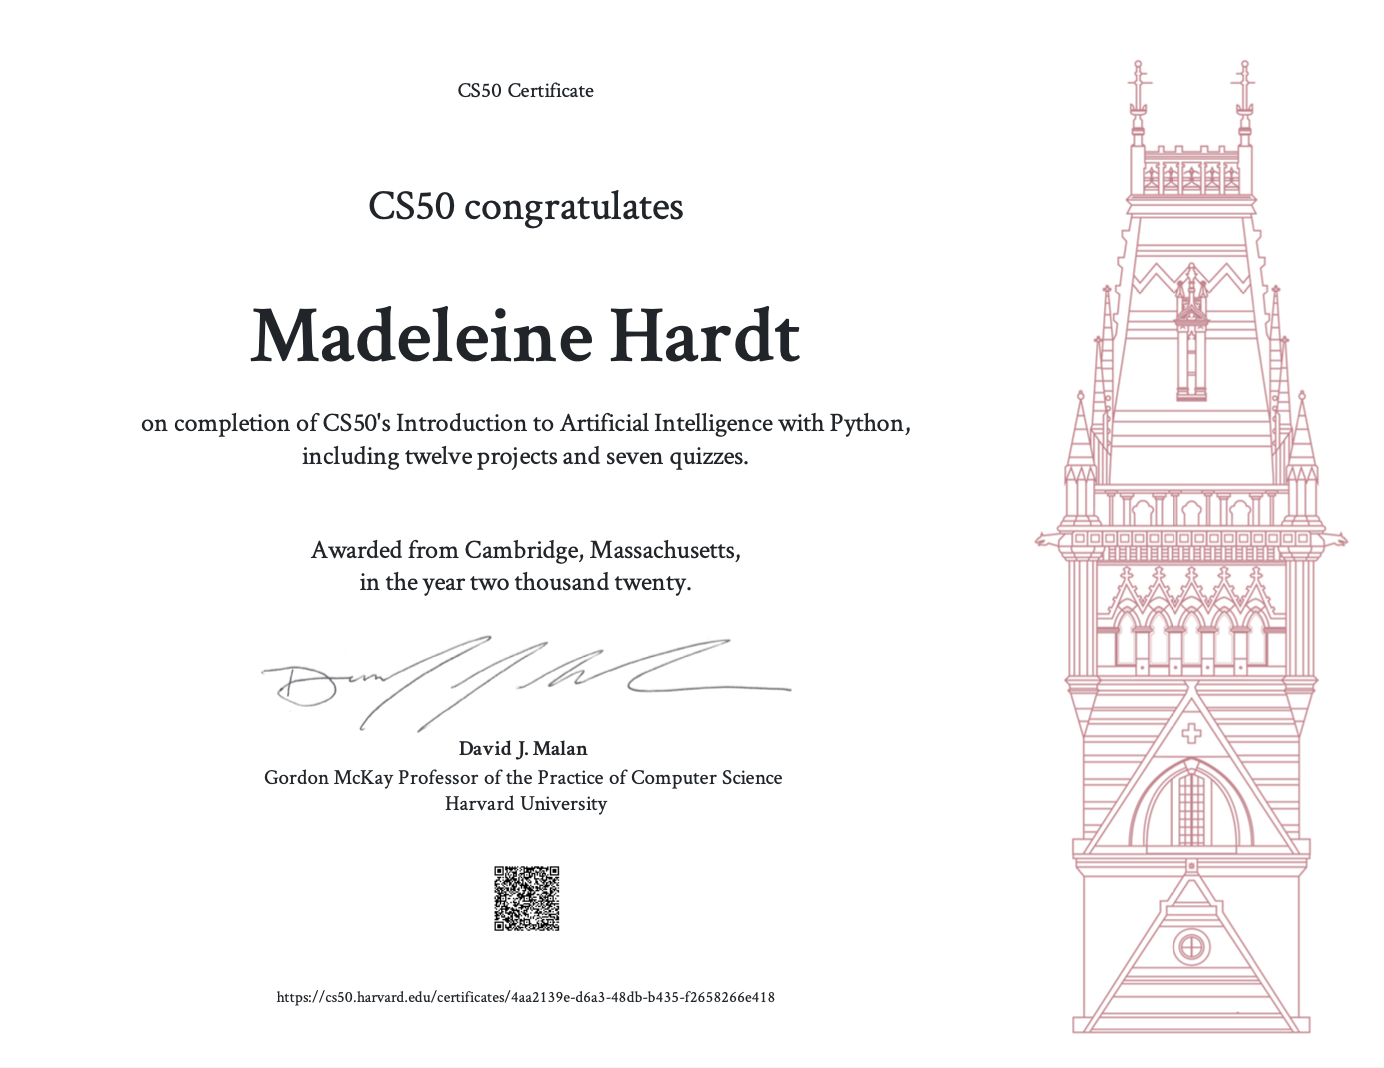 CS50 Certificate
CS50 congratulates
Madeleine Hardt
on completion of CS50's Introduction to Artificial Intelligence with Python,
including twelve projects and seven quizzes.
Awarded from Cambridge, Massachusetts,
in the year two thousand twenty.
David J. Malan
Gordon McKay Professor of the Practice of Computer Science
Harvard University
https://cs50.harvard.edu/certificates/4aa2139e-d6a3-48db-b435-f2658266e418